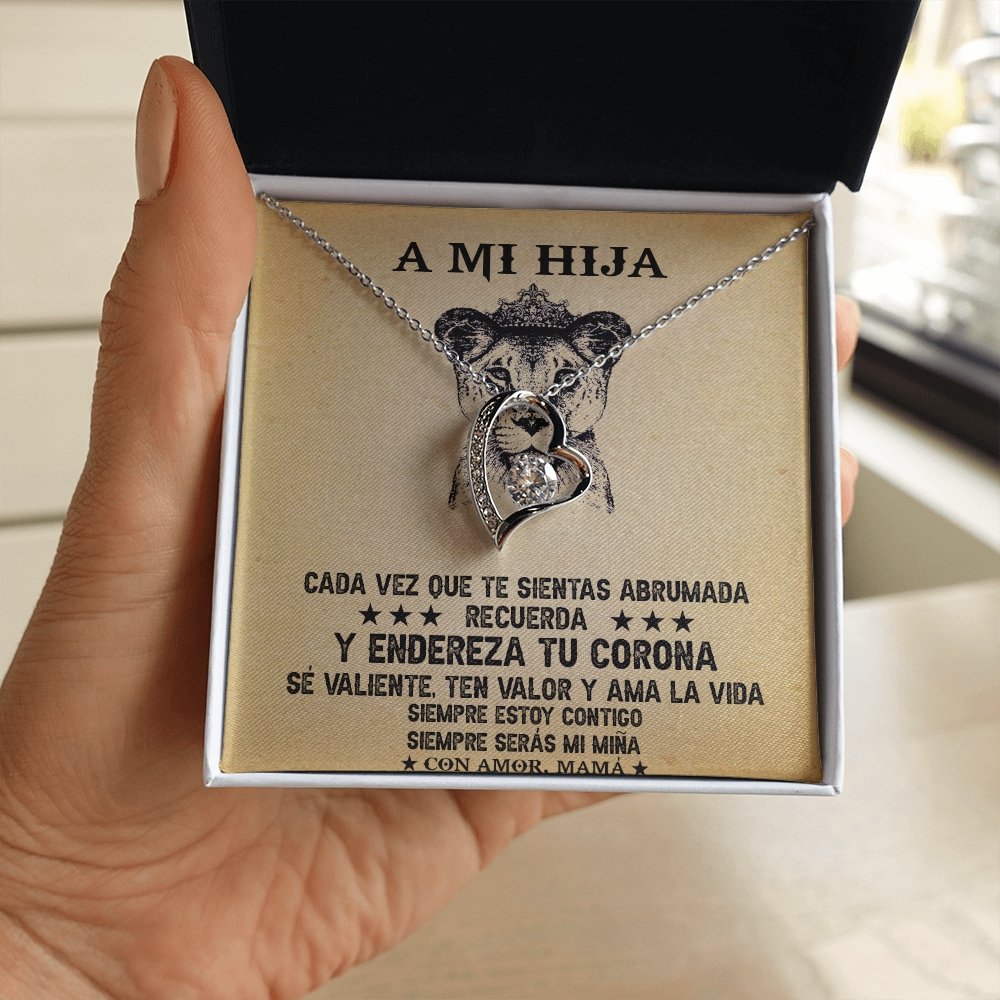 A MI HIJA
CADA VEZ QUE TE SIENTAS ABRUMADA
★★★ RECUERDA ★★★
Y ENDEREZA TU CORONA
SÉ VALIENTE, TEN VALOR Y AMA LA VIDA
SIEMPRE ESTOY CONTIGO
SIEMPRE SERÁS MI MIÑA
★ CON AMOR, MAMÁ ★